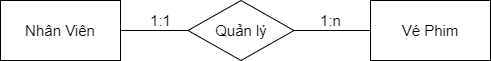 1:1
1:n
Nhân Viên
Quản lý
Vé Phim